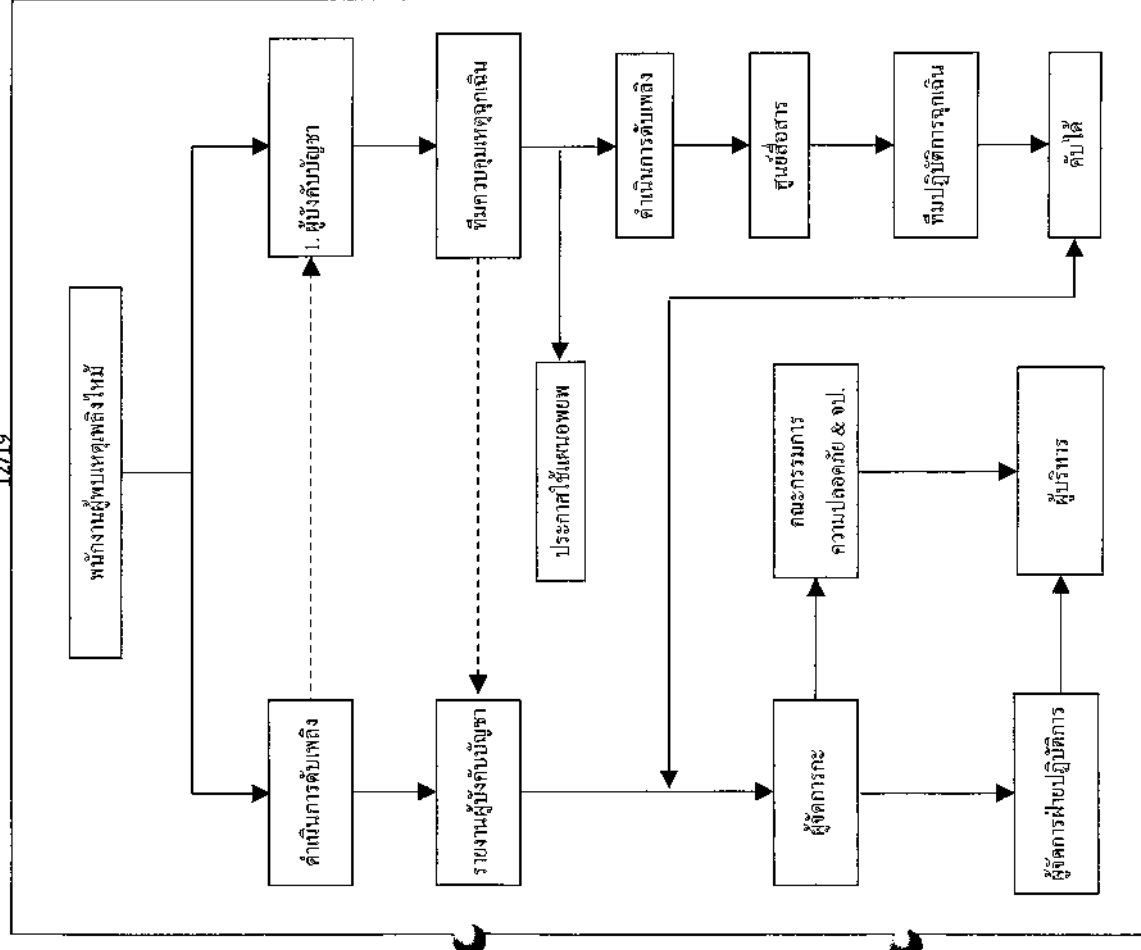 12/19
พนักงานผู้พบเหตุเพลิงไหม้
ดำเนินการดับเพลิง
1. ผู้บังคับบัญชา
รายงานผู้บังคับบัญชา
ทีมควบคุมเหตุฉุกเฉิน
ประกาศใช้แผนอพยพ
ดำเนินการดับเพลิง
ศูนย์สื่อสาร
ทีมปฏิบัติการฉุกเฉิน
ดับได้
ผู้จัดการกะ
คณะกรรมการ
ความปลอดภัย & จป.
ผู้จัดการฝ่ายปฏิบัติการ
ผู้บริหาร